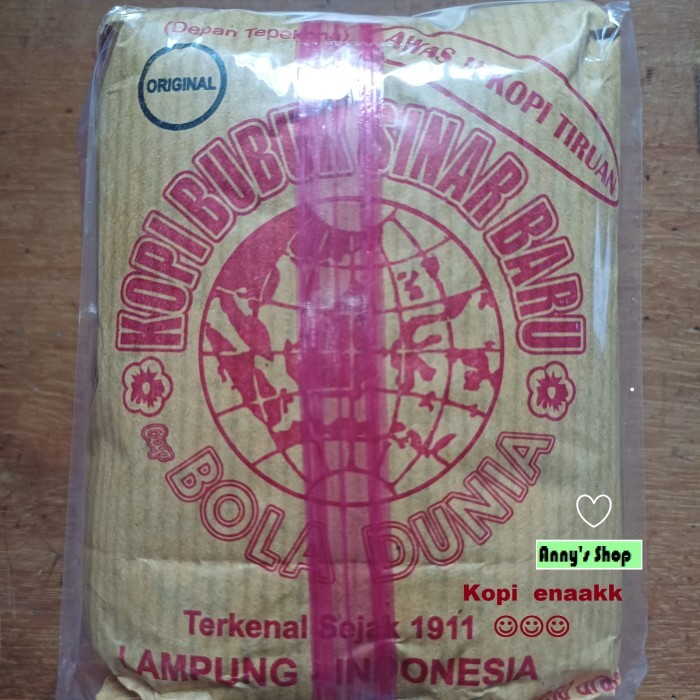 (Depan Tepekong)
AWAS !! KOPI TIRUAN
ORIGINAL
KOPI BUBUK SINAR BARU
cap
BOLA DUNIA
Anny's Shop
Kopi enaakk
Terkenal Sejak 1911
LAMPUNG - INDONESIA